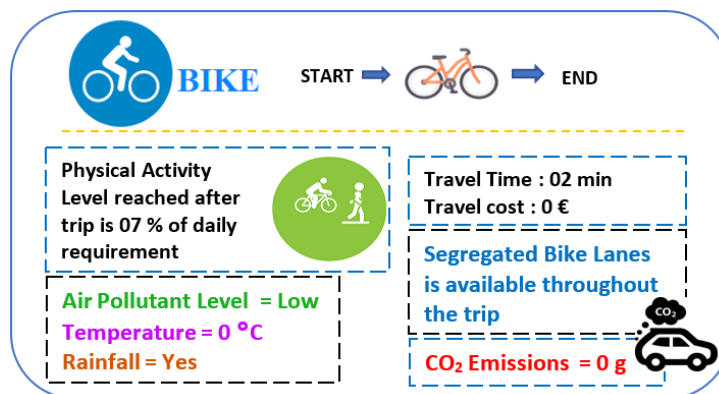 BIKE
START
END
Physical Activity
Level reached after
trip is 07 % of daily
requirement
Travel Time : 02 min
Travel cost : 0 €
Segregated Bike Lanes
is available throughout
the trip
Air Pollutant Level = Low
Temperature = 0 °C
Rainfall = Yes
CO₂
CO₂ Emissions = 0 g